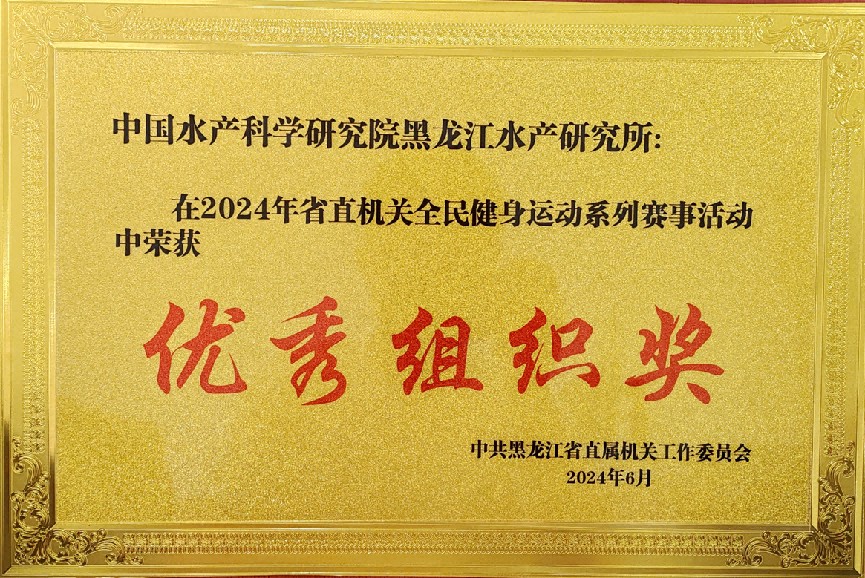 中国水产科学研究院黑龙江水产研究所:
在2024年省直机关全民健身运动系列赛事活动
中荣获
优秀组织奖
中共黑龙江省直属机关工作委员会
2024年6月